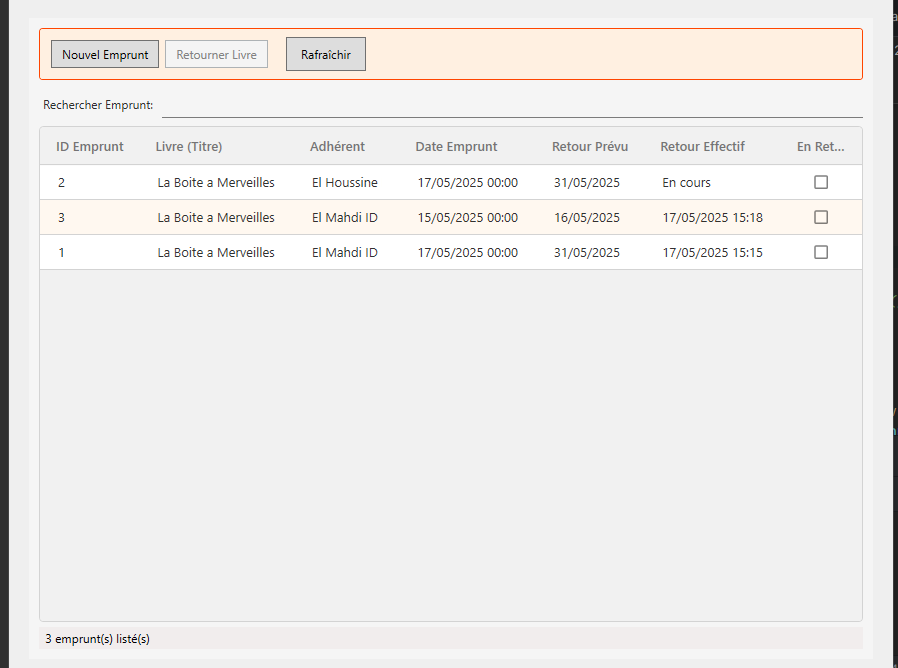 Nouvel Emprunt Retourner Livre Rafraîchir
Rechercher Emprunt:
ID Emprunt Livre (Titre) Adhérent Date Emprunt Retour Prévu Retour Effectif En Ret...
2 La Boite a Merveilles El Houssine 17/05/2025 00:00 31/05/2025 En cours
3 La Boite a Merveilles El Mahdi ID 15/05/2025 00:00 16/05/2025 17/05/2025 15:18
1 La Boite a Merveilles El Mahdi ID 17/05/2025 00:00 31/05/2025 17/05/2025 15:15
3 emprunt(s) listé(s)